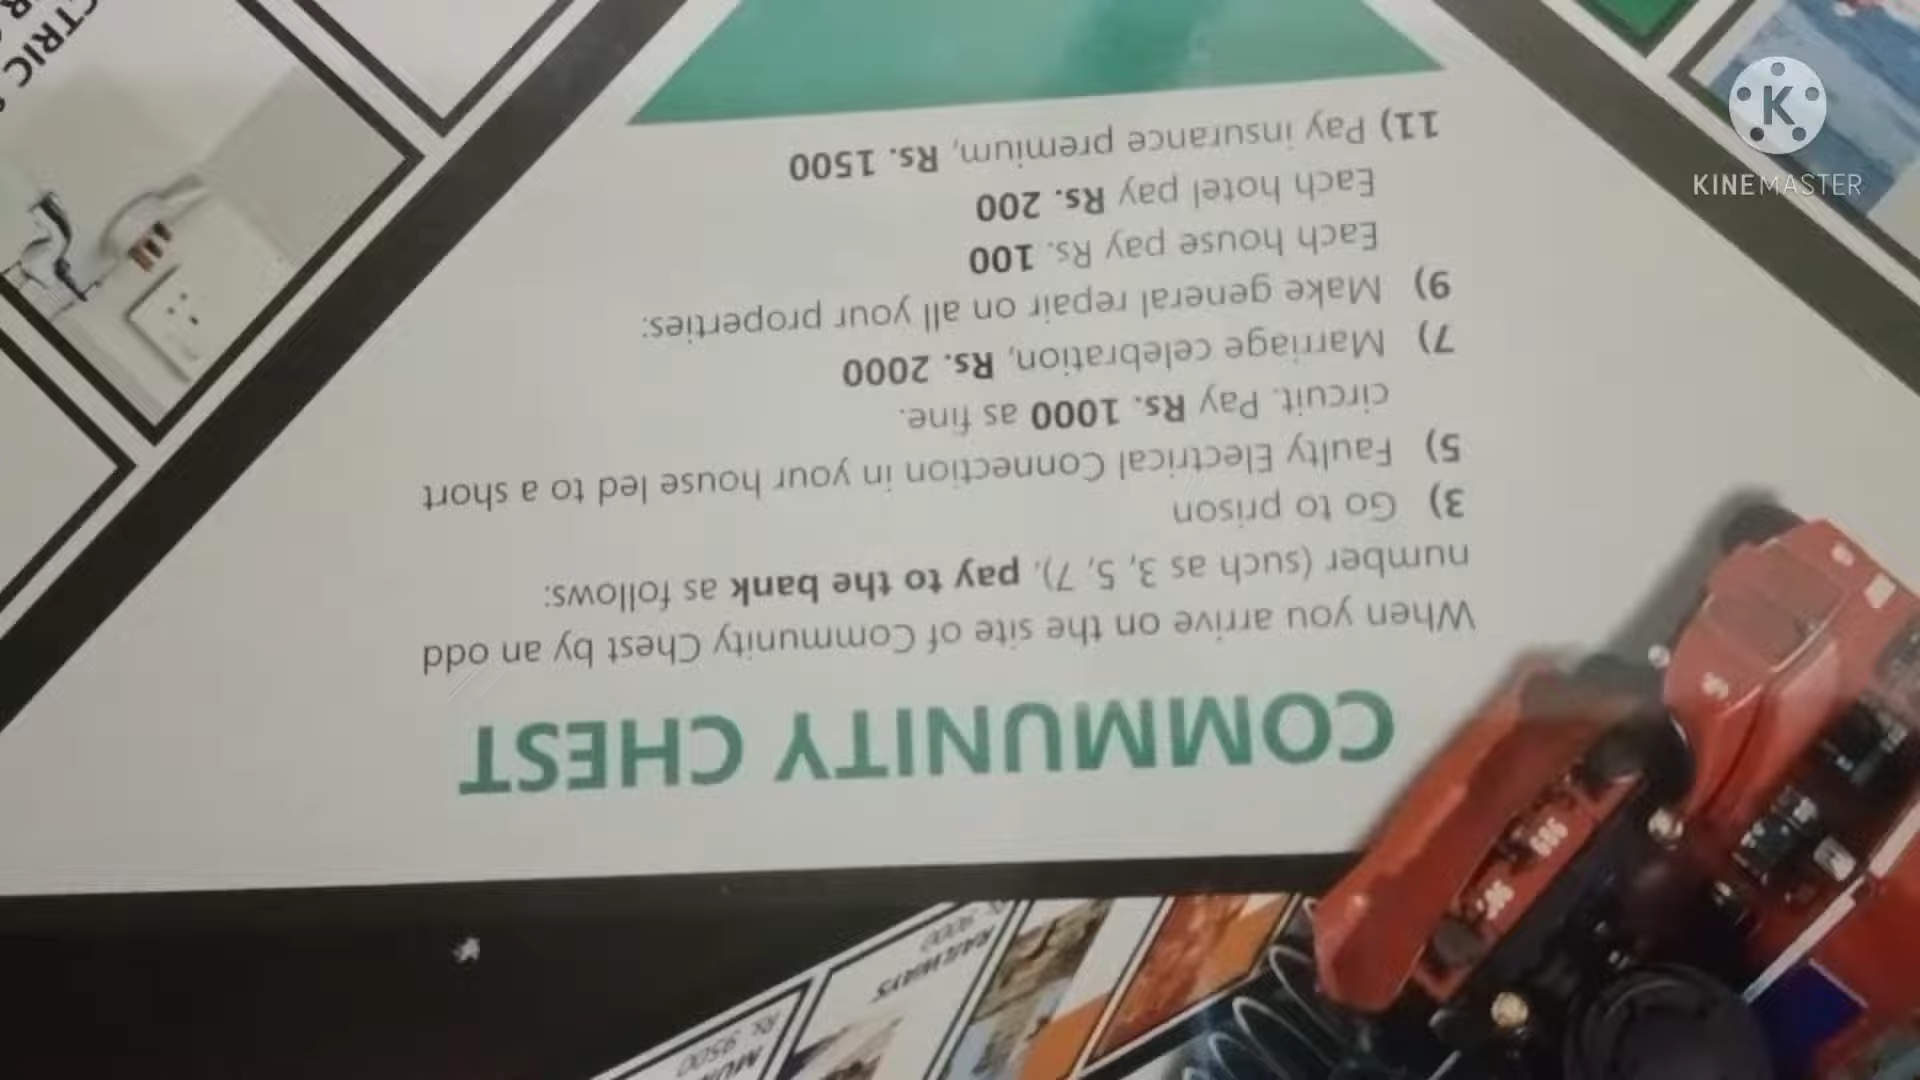 COMMUNITY CHEST
When you arrive on the site of Community Chest by an odd
number (such as 3, 5, 7), pay to the bank as follows:
3) Go to prison
5) Faulty Electrical Connection in your house led to a short
circuit. Pay Rs. 1000 as fine.
7) Marriage celebration, Rs. 2000
9) Make general repair on all your properties:
Each house pay Rs. 100
Each hotel pay Rs. 200
11) Pay insurance premium, Rs. 1500
RAILWAYS
Rs. 9500
KINEMASTER